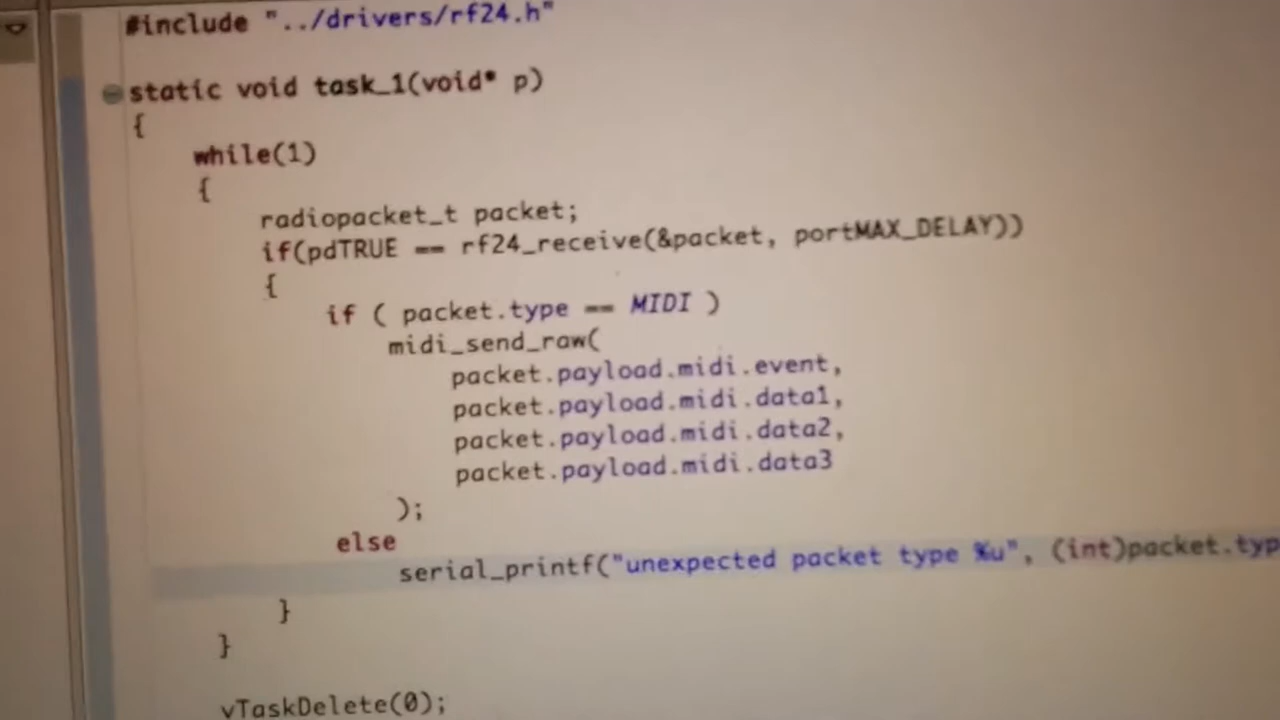 #include "../drivers/rf24.h"
static void task_1(void* p)
{
while(1)
{
radiopacket_t packet;
if(pdTRUE == rf24_receive(&packet, portMAX_DELAY))
{
if ( packet.type == MIDI )
midi_send_raw(
packet.payload.midi.event,
packet.payload.midi.data1,
packet.payload.midi.data2,
packet.payload.midi.data3
);
else
serial_printf("unexpected packet type %u", (int)packet.typ
}
}
vTaskDelete(0);